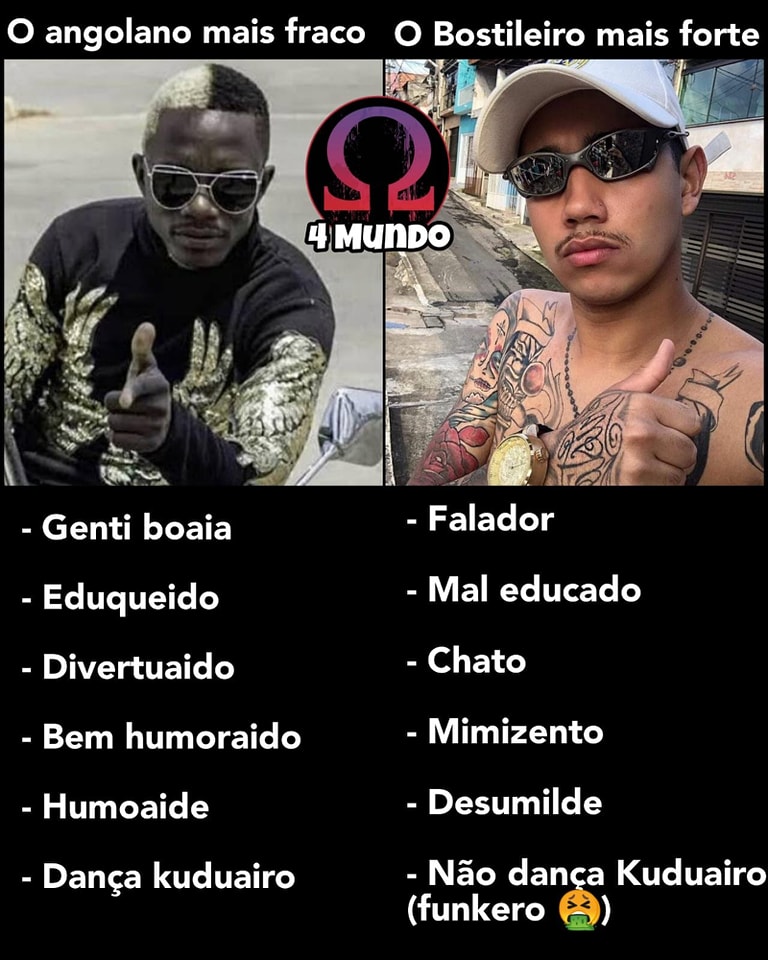 O angolano mais fraco
O Bostileiro mais forte
Ω
4 Mundo
- Genti boaia
- Eduqueido
- Divertuaido
- Bem humoraido
- Humoaide
- Dança kuduairo
- Falador
- Mal educado
- Chato
- Mimizento
- Desumilde
- Não dança Kuduairo
(funkero 🤮)